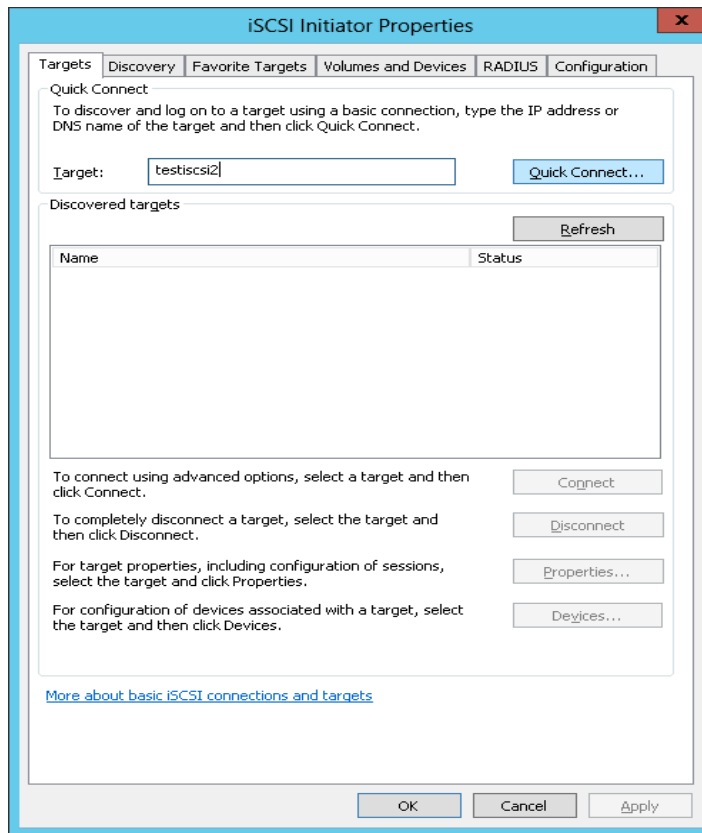 iSCSI Initiator Properties
x
Targets Discovery Favorite Targets Volumes and Devices RADIUS Configuration
Quick Connect
To discover and log on to a target using a basic connection, type the IP address or
DNS name of the target and then click Quick Connect.
Target: testiscsi2 Quick Connect...
Discovered targets
Refresh
Name Status
To connect using advanced options, select a target and then
click Connect.
Connect
To completely disconnect a target, select the target and
then click Disconnect.
Disconnect
For target properties, including configuration of sessions,
select the target and click Properties.
Properties...
For configuration of devices associated with a target, select
the target and then click Devices.
Devices...
More about basic iSCSI connections and targets
OK Cancel Apply